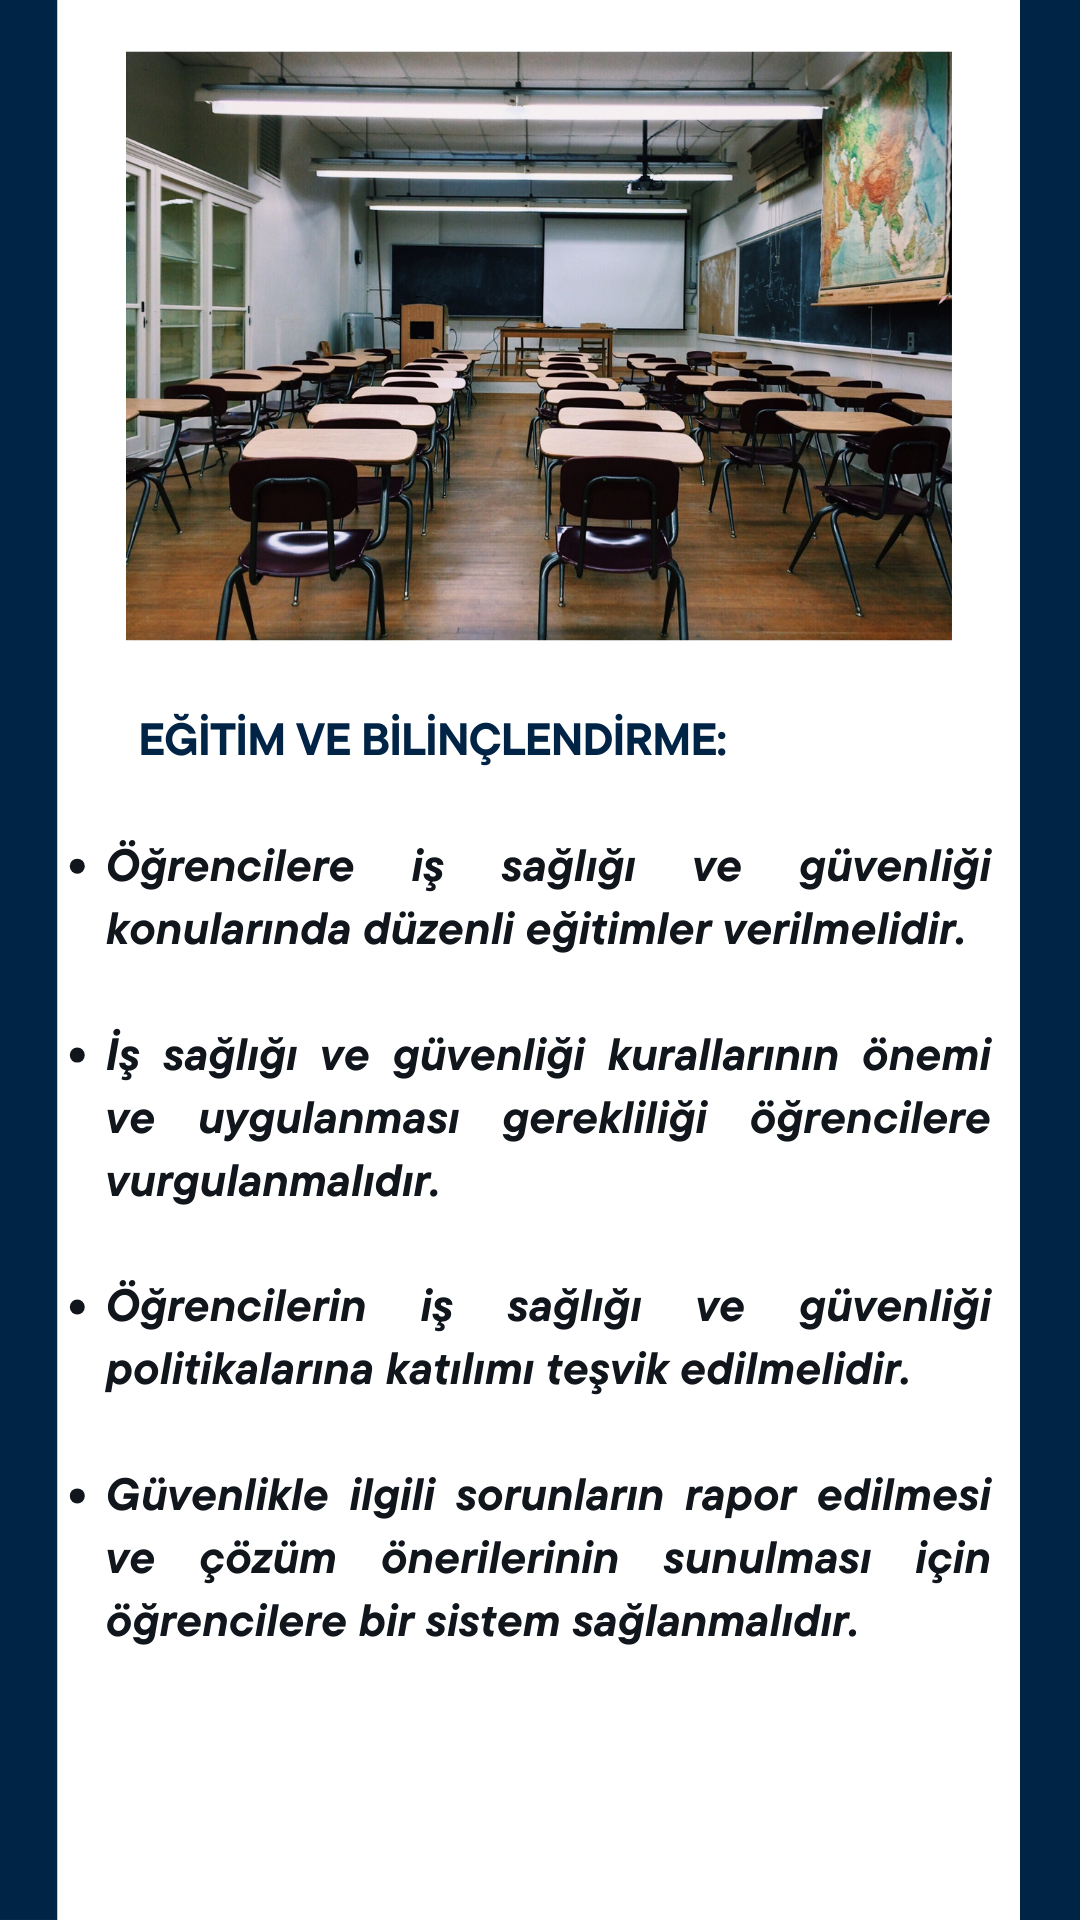 EĞİTİM VE BİLİNÇLENDİRME:
• Öğrencilere iş sağlığı ve güvenliği
konularında düzenli eğitimler verilmelidir.
• İş sağlığı ve güvenliği kurallarının önemi
ve uygulanması gerekliliği öğrencilere
vurgulanmalıdır.
• Öğrencilerin iş sağlığı ve güvenliği
politikalarına katılımı teşvik edilmelidir.
• Güvenlikle ilgili sorunların rapor edilmesi
ve çözüm önerilerinin sunulması için
öğrencilere bir sistem sağlanmalıdır.